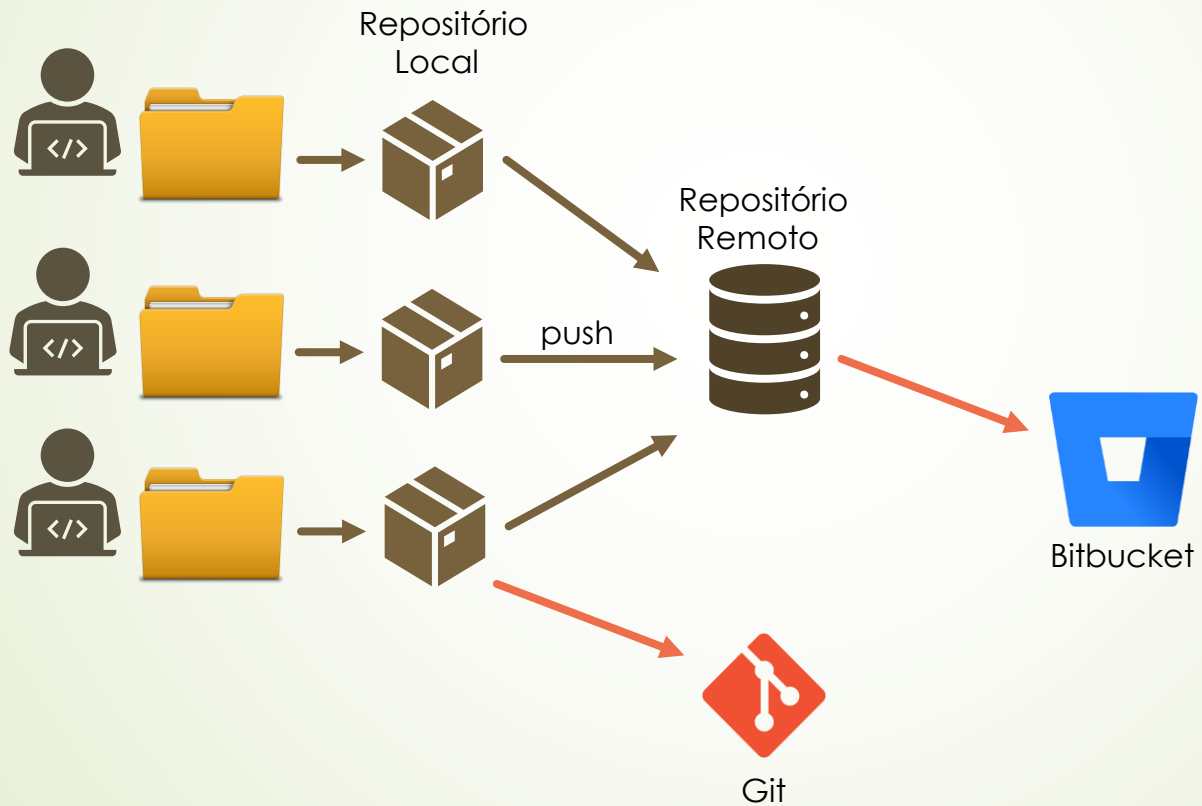 Repositório
Local
</>
Repositório
Remoto
</>
push
</>
Bitbucket
Git